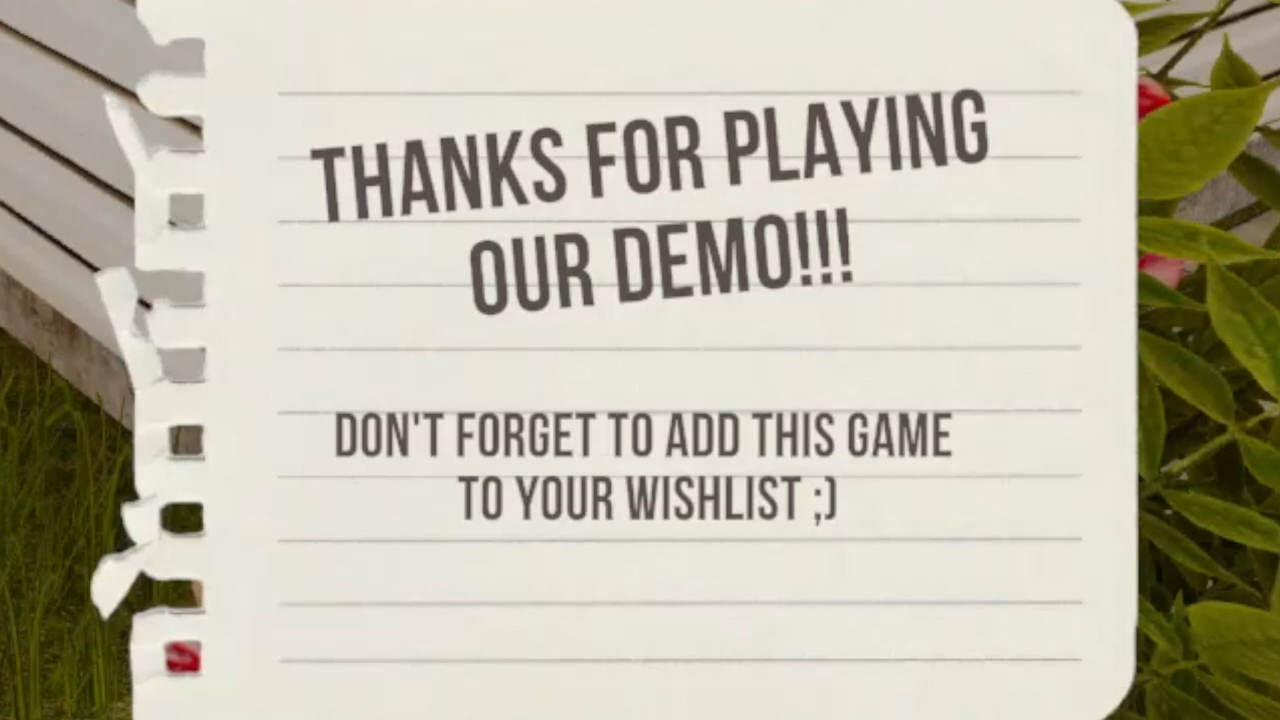 THANKS FOR PLAYING
OUR DEMO!!!
DON'T FORGET TO ADD THIS GAME
TO YOUR WISHLIST ;)